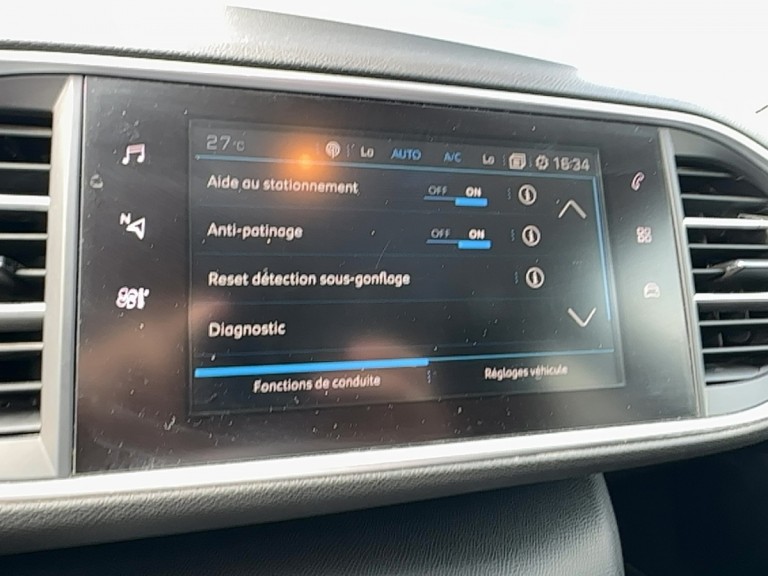 27°C Lo AUTO A/C Lo 16:34
Aide au stationnement OFF ON
Anti-patinage OFF ON
Reset détection sous-gonflage
Diagnostic
Fonctions de conduite Réglages véhicule
N